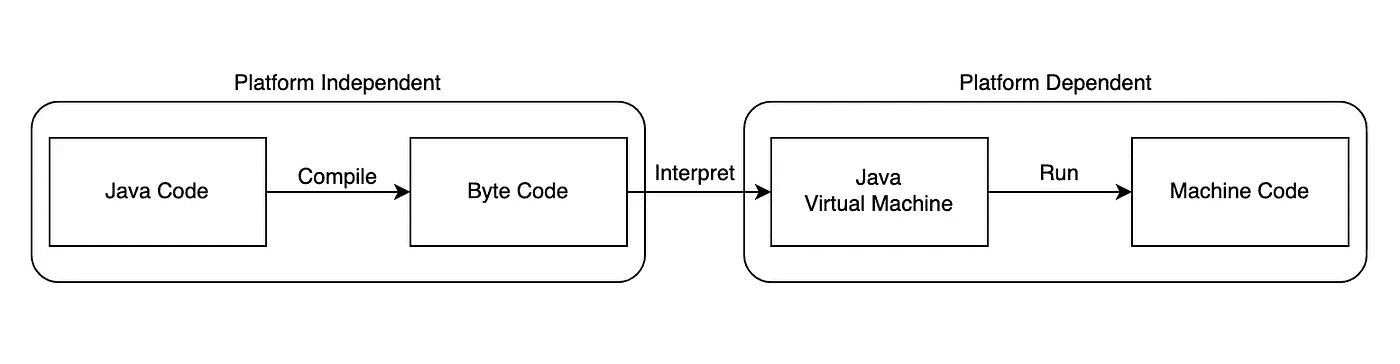 Platform Independent
Platform Dependent
Java Code
Compile
Byte Code
Interpret
Java
Virtual Machine
Run
Machine Code